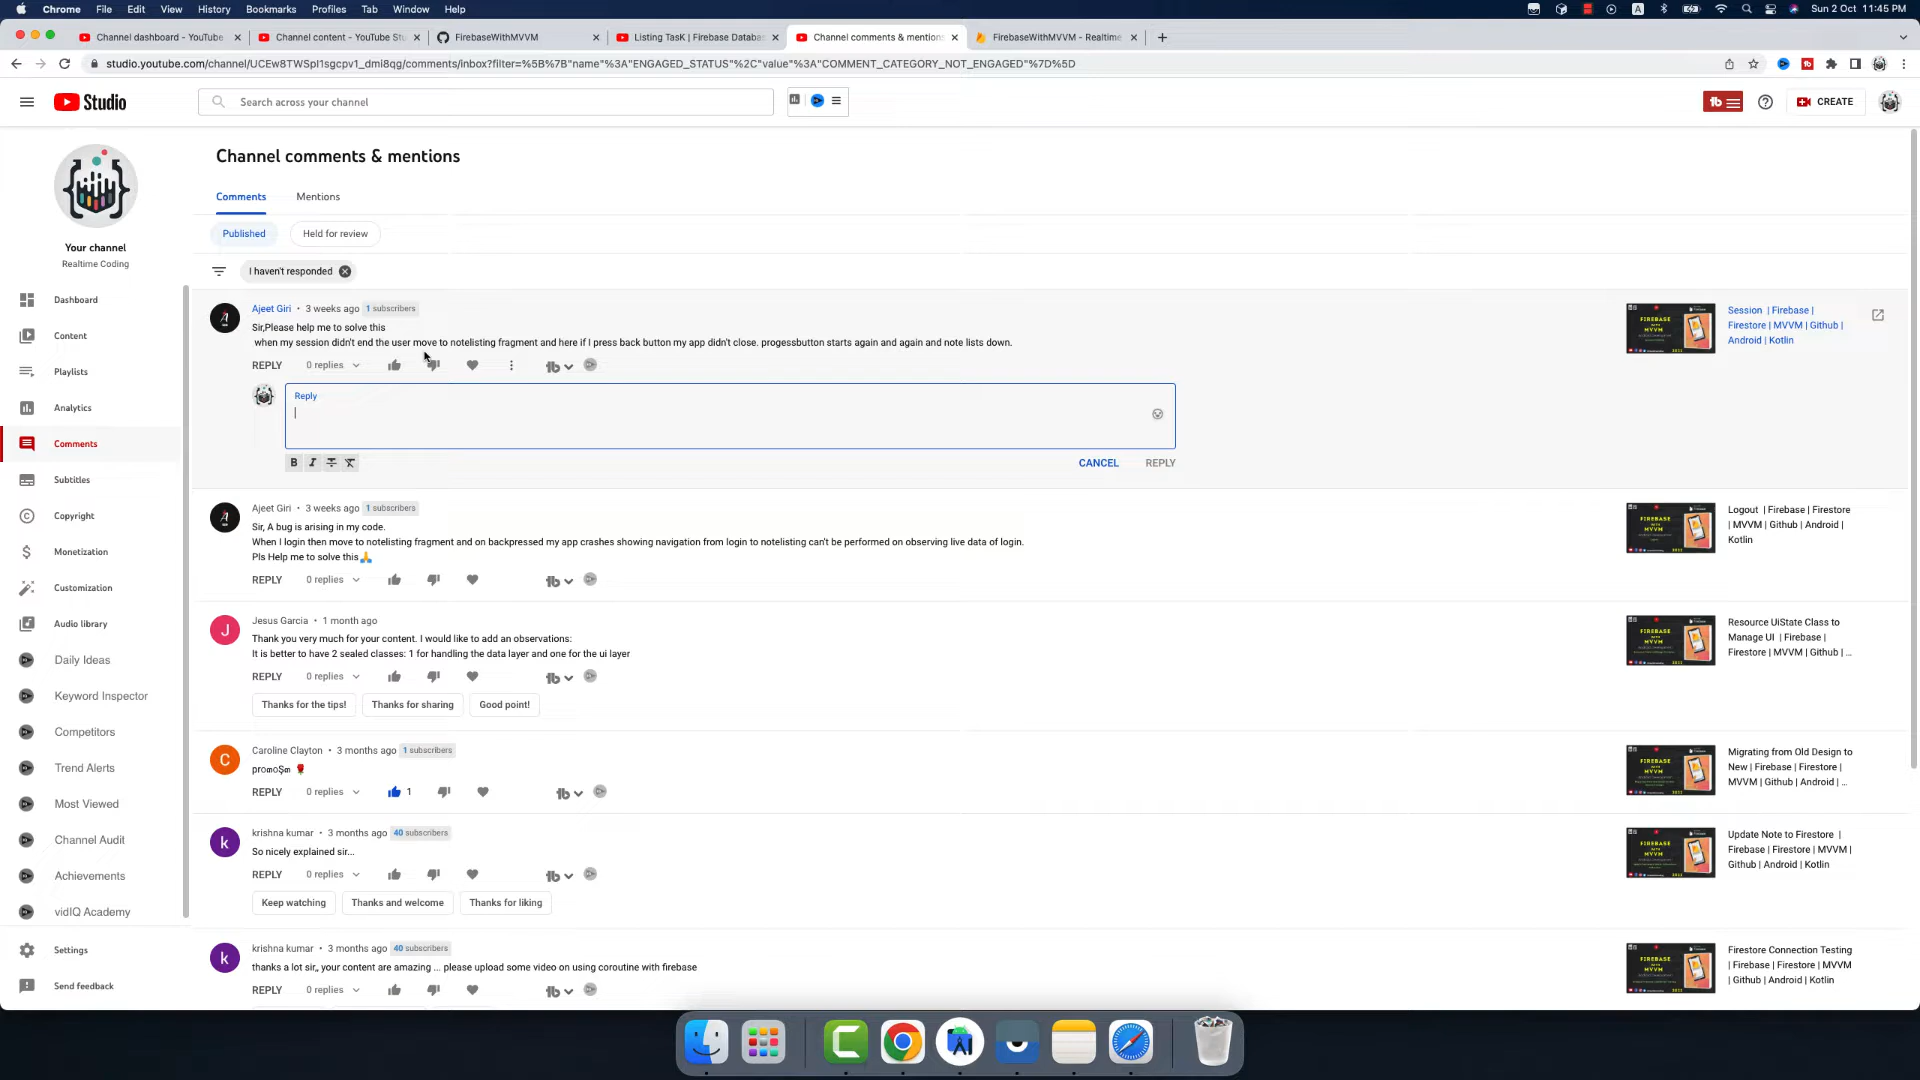 Chrome File Edit View History Bookmarks Profiles Tab Window Help
Sun 2 Oct 11:45 PM
Channel dashboard - YouTube
Channel content - YouTube Stu
FirebaseWithMVVM
Listing TasK | Firebase Databas
Channel comments & mentions
FirebaseWithMVVM - Realtime
studio.youtube.com/channel/UCEw8TWSpI1sgcpv1_dmi8qg/comments/inbox?filter=%5B%7B"name"%3A"ENGAGED_STATUS"%2C"value"%3A"COMMENT_CATEGORY_NOT_ENGAGED"%7D%5D
Studio
Search across your channel
CREATE
Channel comments & mentions
Comments Mentions
Published Held for review
I haven't responded
Your channel
Realtime Coding
Dashboard
Content
Playlists
Analytics
Comments
Subtitles
Copyright
Monetization
Customization
Audio library
Daily Ideas
Keyword Inspector
Competitors
Trend Alerts
Most Viewed
Channel Audit
Achievements
vidIQ Academy
Settings
Send feedback
Ajeet Giri • 3 weeks ago 1 subscribers
Sir,Please help me to solve this
when my session didn't end the user move to notelisting fragment and here if I press back button my app didn't close. progessbutton starts again and again and note lists down.
REPLY 0 replies
Reply
B I
CANCEL REPLY
Session | Firebase |
Firestore | MVVM | Github |
Android | Kotlin
Ajeet Giri • 3 weeks ago 1 subscribers
Sir, A bug is arising in my code.
When I login then move to notelisting fragment and on backpressed my app crashes showing navigation from login to notelisting can't be performed on observing live data of login.
Pls Help me to solve this🙏
REPLY 0 replies
Logout | Firebase | Firestore
| MVVM | Github | Android |
Kotlin
Jesus Garcia • 1 month ago
Thank you very much for your content. I would like to add an observations:
It is better to have 2 sealed classes: 1 for handling the data layer and one for the ui layer
REPLY 0 replies
Thanks for the tips! Thanks for sharing Good point!
Resource UiState Class to
Manage UI | Firebase |
Firestore | MVVM | Github | ...
Caroline Clayton • 3 months ago 1 subscribers
pr𝕠𝕞𝕠Ş𝕞 🌹
REPLY 0 replies 1
Migrating from Old Design to
New | Firebase | Firestore |
MVVM | Github | Android | ...
krishna kumar • 3 months ago 40 subscribers
So nicely explained sir...
REPLY 0 replies
Keep watching Thanks and welcome Thanks for liking
Update Note to Firestore |
Firebase | Firestore | MVVM |
Github | Android | Kotlin
krishna kumar • 3 months ago 40 subscribers
thanks a lot sir,, your content are amazing ... please upload some video on using coroutine with firebase
REPLY 0 replies
Firestore Connection Testing
| Firebase | Firestore | MVVM
| Github | Android | Kotlin